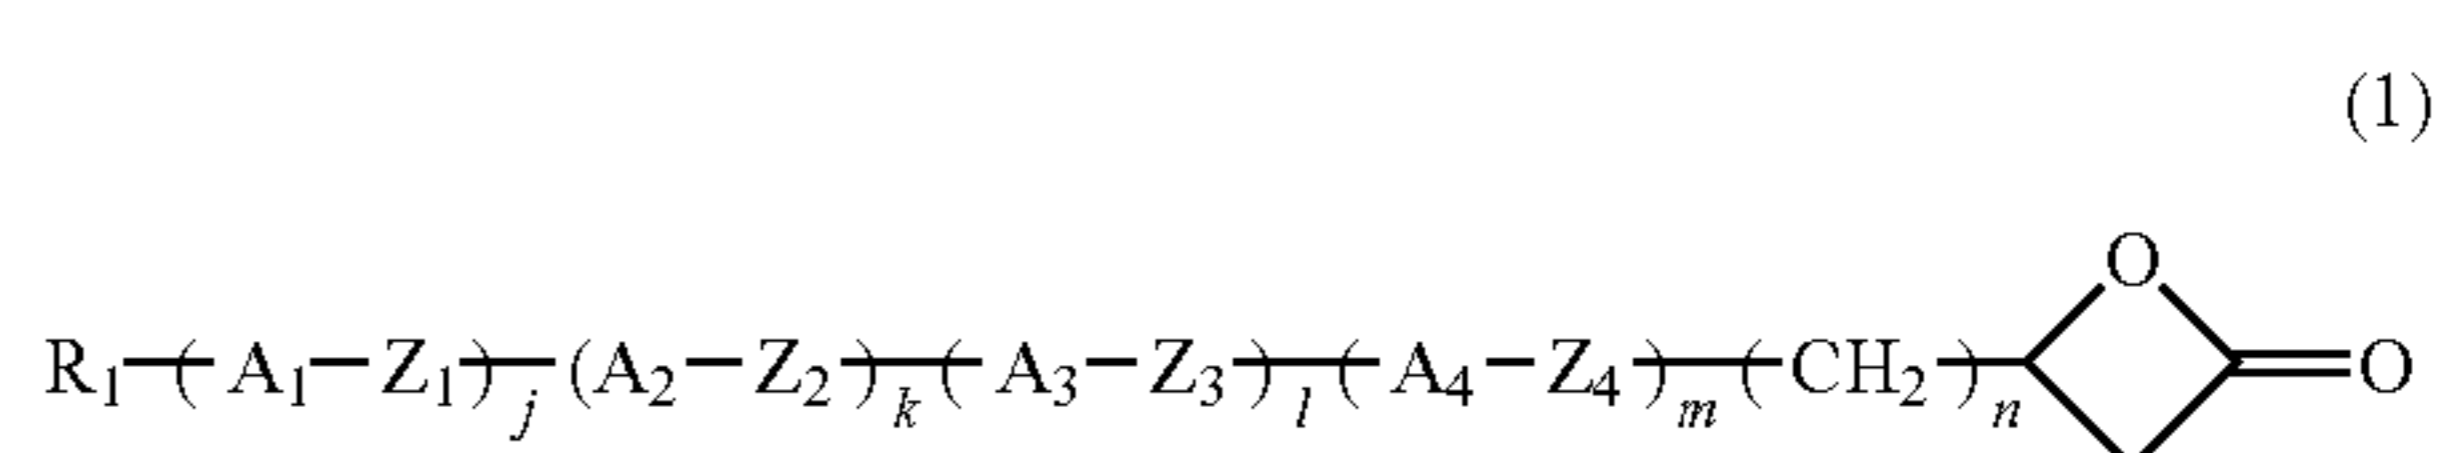 (1)
O
R₁—(A₁—Z₁)ⱼ—(A₂—Z₂)ₖ—(A₃—Z₃)ₗ—(A₄—Z₄)ₘ—(CH₂)ₙ =O